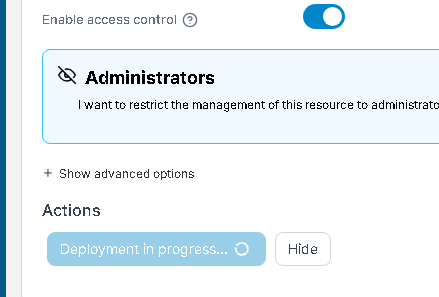 Enable access control
Administrators
I want to restrict the management of this resource to
+ Show advanced options
Actions
Deployment in progress...
Hide